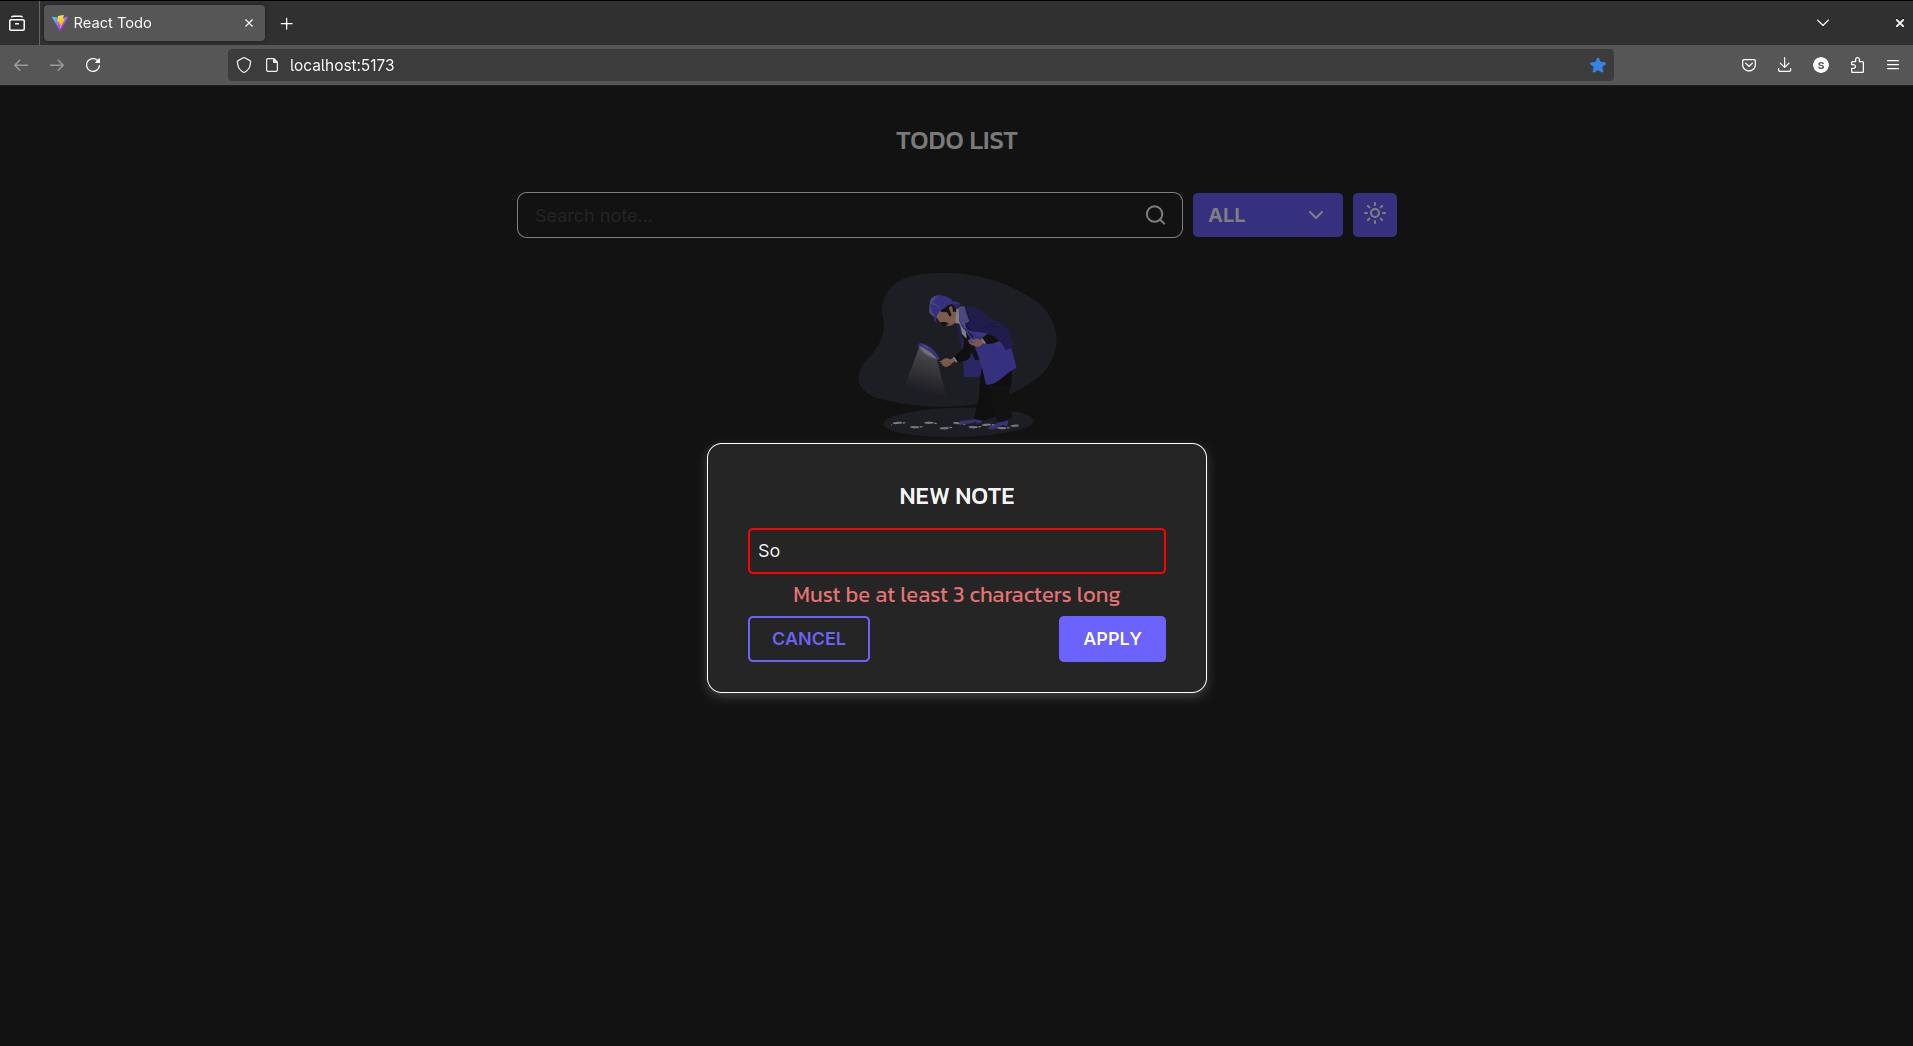 React Todo
localhost:5173
S
TODO LIST
Search note...
ALL
NEW NOTE
So
Must be at least 3 characters long
CANCEL
APPLY